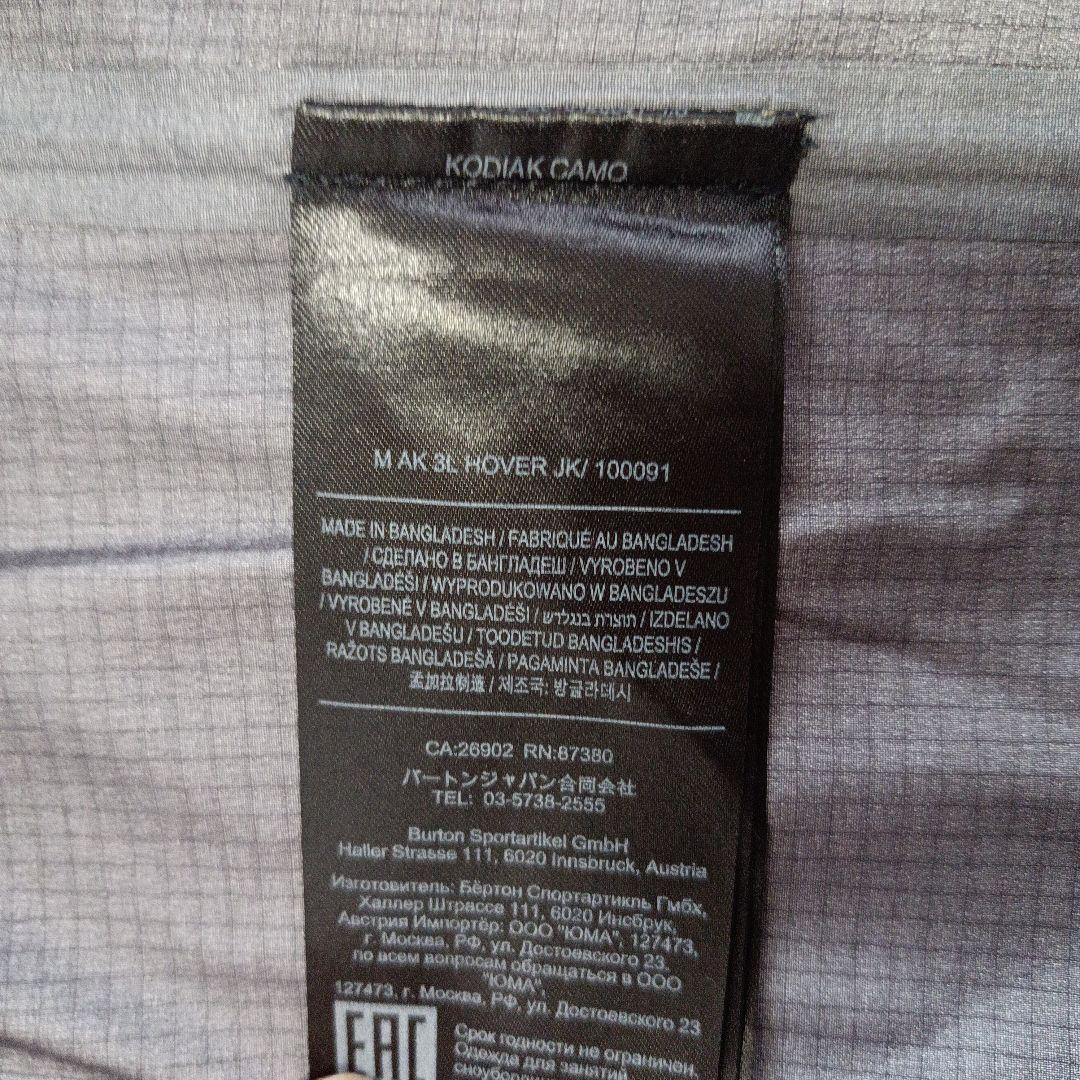 KODIAK CAMO
M AK 3L HOVER JK/ 100091
MADE IN BANGLADESH / FABRIQUÉ AU BANGLADESH
/ СДЕЛАНО В БАНГЛАДЕШ / VYROBENO V
BANGLADÉŠI / WYPRODUKOWANO W BANGLADESZU
/ VYROBENÉ V BANGLADÉŠI / תוצרת בנגלדש / IZDELANO
V BANGLADEŠU / TOODETUD BANGLADESHIS /
RAŽOTS BANGLADEŠĀ / PAGAMINTA BANGLADEŠE /
孟加拉制造 / 제조국: 방글라데시
CA:26902 RN:87380
バートンジャパン合同会社
TEL: 03-5738-2555
Burton Sportartikel GmbH
Haller Strasse 111, 6020 Innsbruck, Austria
Изготовитель: Бёртон Спортартикль Гмбх,
Халлер Штрассе 111, 6020 Инсбрук,
Австрия Импортёр: ООО "ЮМА", 127473,
г. Москва, РФ, ул. Достоевского 23,
по всем вопросам обращаться в ООО
"ЮМА",
127473, г. Москва, РФ, ул. Достоевского 23
EAC
Срок годности не ограничен.
Одежда для занятий